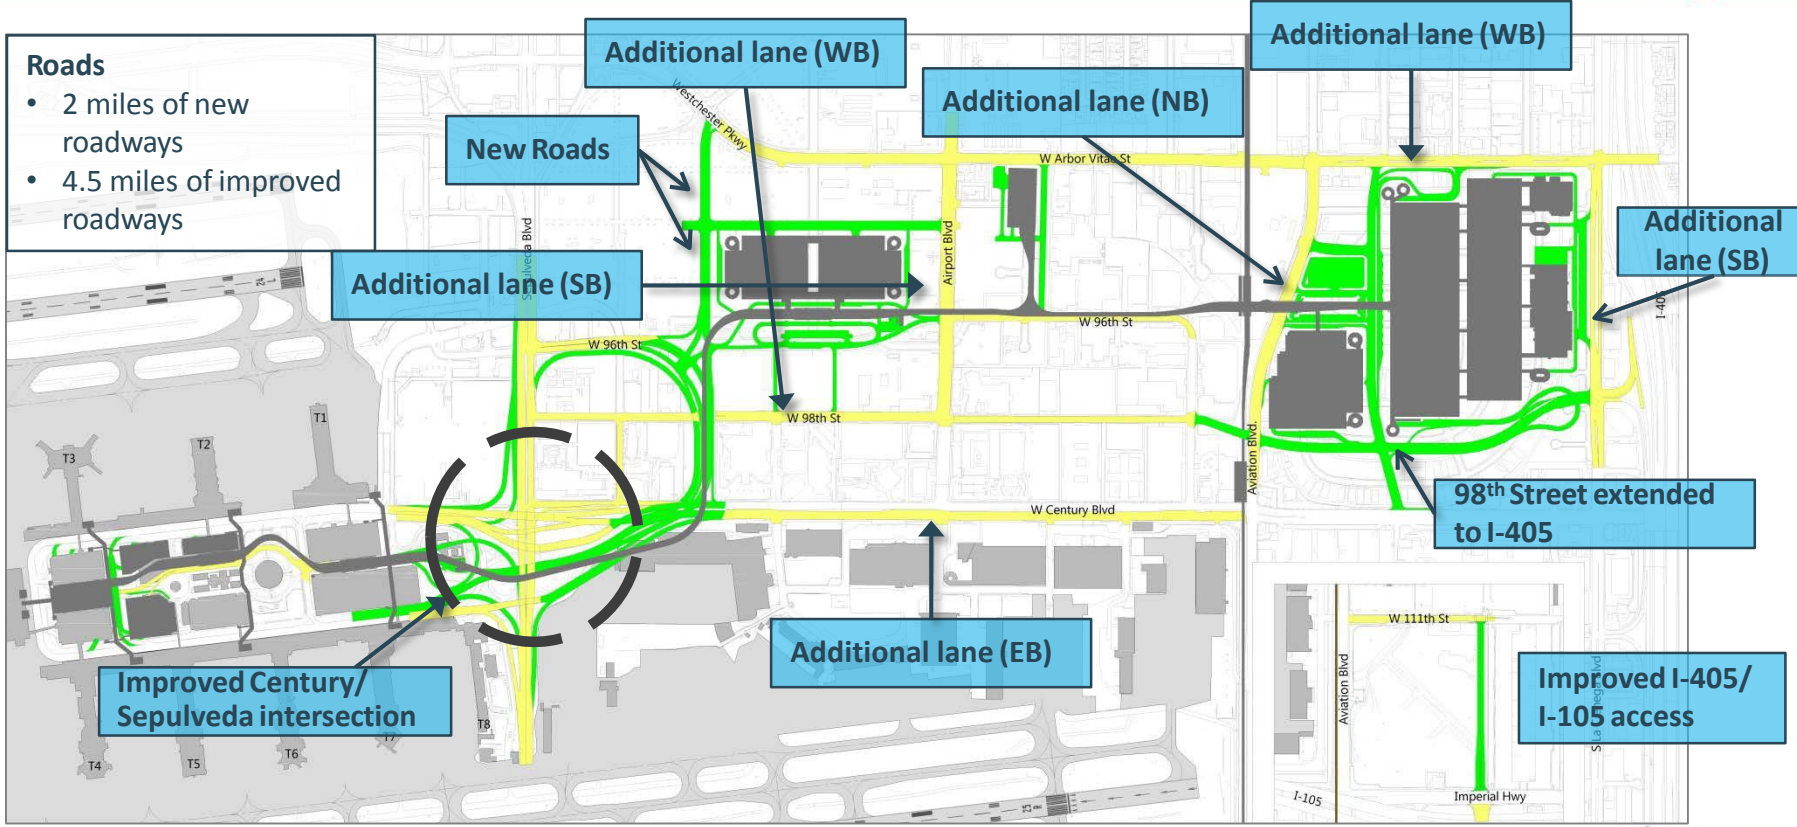 Roads
• 2 miles of new
roadways
• 4.5 miles of improved
roadways
Additional lane (WB)
Additional lane (WB)
Additional lane (NB)
New Roads
Additional lane (SB)
Additional
lane (SB)
Westchester Pkwy
W Arbor Vitae St
Sepulveda Blvd
Airport Blvd
I-405
W 96th St
W 96th St
W 98th St
Aviation Blvd.
W Century Blvd
98th Street extended
to I-405
T3
T2
T1
Additional lane (EB)
Improved Century/
Sepulveda intersection
T4
T5
T6
T7
T8
W 111th St
Aviation Blvd
Improved I-405/
I-105 access
I-105
Imperial Hwy
25